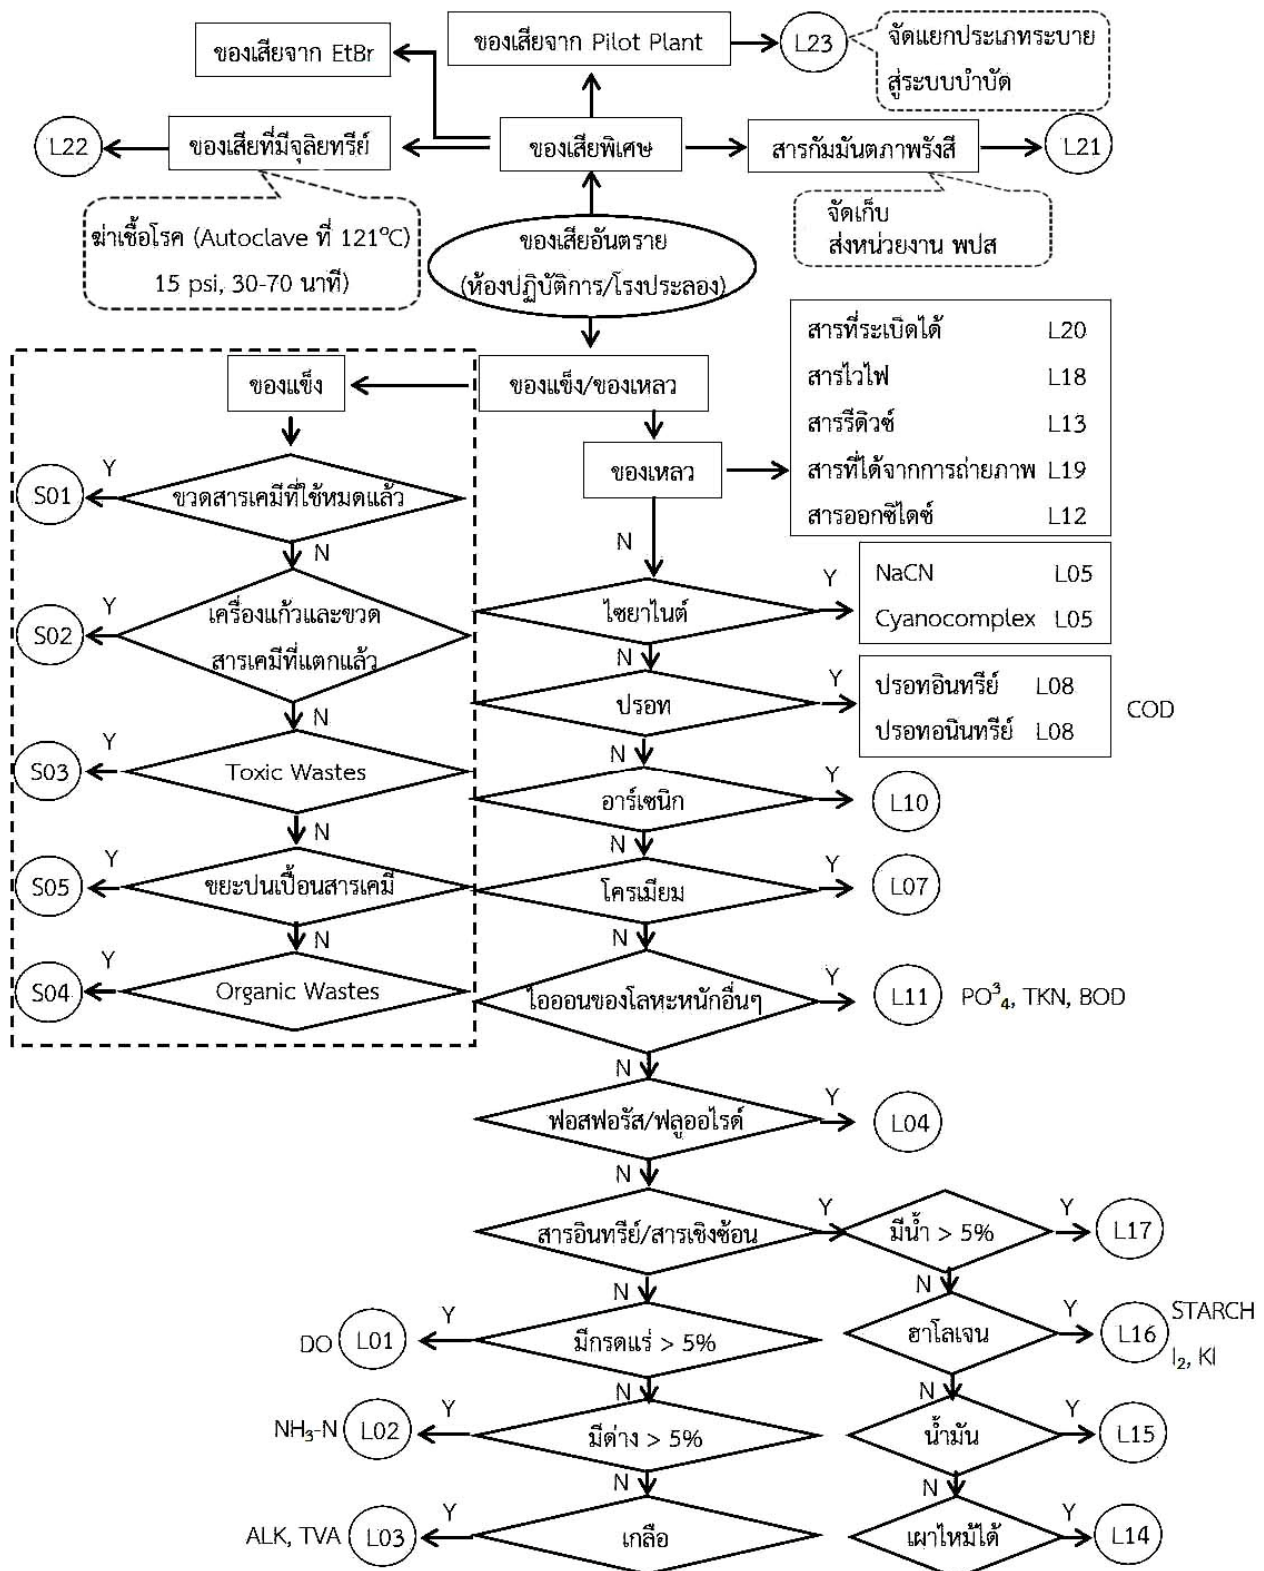 ของเสียจาก EtBr
ของเสียจาก Pilot Plant
L23
จัดแยกประเภทระบาย
สู่ระบบบำบัด
L22
ของเสียที่มีจุลิยทรีย์
ของเสียพิเศษ
สารกัมมันตภาพรังสี
L21
ฆ่าเชื้อโรค (Autoclave ที่ 121°C)
15 psi, 30-70 นาที)
จัดเก็บ
ส่งหน่วยงาน พปส
ของเสียอันตราย
(ห้องปฏิบัติการ/โรงประลอง)
สารที่ระเบิดได้ L20
สารไวไฟ L18
สารรีดิวซ์ L13
สารที่ได้จากการถ่ายภาพ L19
สารออกซิไดซ์ L12
ของแข็ง
ของแข็ง/ของเหลว
ของเหลว
Y
S01
ขวดสารเคมีที่ใช้หมดแล้ว
N
Y
S02
เครื่องแก้วและขวด
สารเคมีที่แตกแล้ว
N
Y
S03
Toxic Wastes
N
Y
S05
ขยะปนเปื้อนสารเคมี
N
Y
S04
Organic Wastes
N
ไซยาไนต์
Y
NaCN L05
Cyanocomplex L05
N
ปรอท
Y
ปรอทอินทรีย์ L08
ปรอทอนินทรีย์ L08
COD
N
อาร์เซนิก
Y
L10
N
โครเมียม
Y
L07
N
ไอออนของโลหะหนักอื่นๆ
Y
L11
PO³₄, TKN, BOD
N
ฟอสฟอรัส/ฟลูออไรด์
Y
L04
N
สารอินทรีย์/สารเชิงซ้อน
Y
มีน้ำ > 5%
Y
L17
N
N
DO
L01
Y
มีกรดแร่ > 5%
ฮาโลเจน
Y
L16
STARCH
I₂, KI
N
N
NH₃-N
L02
Y
มีด่าง > 5%
น้ำมัน
Y
L15
N
N
ALK, TVA
L03
Y
เกลือ
เผาไหม้ได้
Y
L14